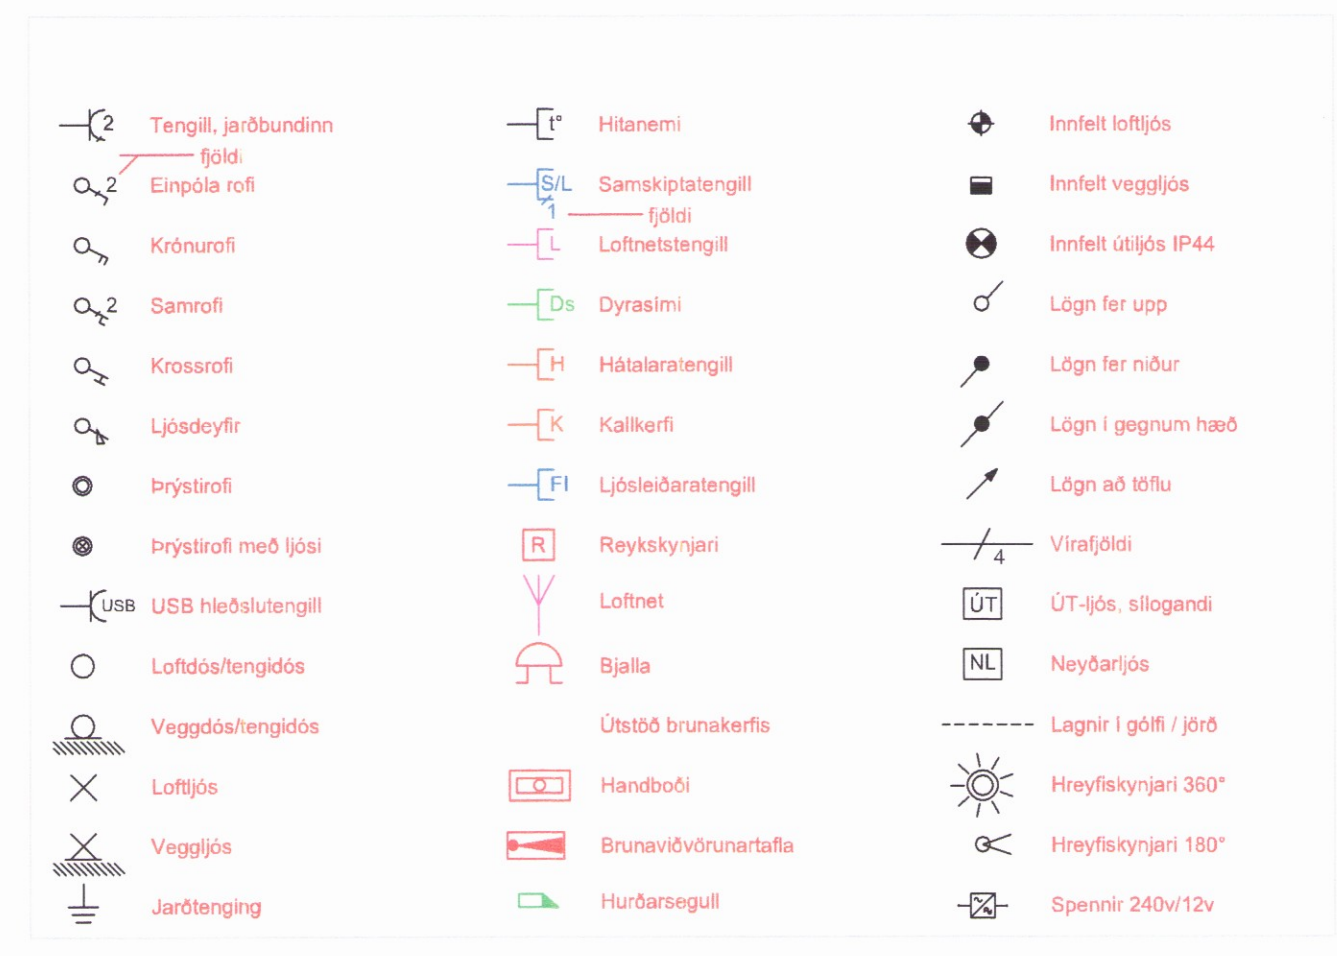 2 Tengill, jarðbundinn
fjöldi
2 Einpóla rofi
Krónurofi
2 Samrofi
Krossrofi
Ljósdeyfir
Þrýstirofi
Þrýstirofi með ljósi
USB USB hleðslutengill
Loftdós/tengidós
Veggdós/tengidós
Loftljós
Veggljós
Jarðtenging
t° Hitanemi
S/L Samskiptatengill
1 fjöldi
L Loftnetstengill
Ds Dyrasími
H Hátalaratengill
K Kallkerfi
Fl Ljósleiðaratengill
R Reykskynjari
Loftnet
Bjalla
Útstöð brunakerfis
Handboði
Brunaviðvörunartafla
Hurðarsegull
Innfelt loftljós
Innfelt veggljós
Innfelt útiljós IP44
Lögn fer upp
Lögn fer niður
Lögn í gegnum hæð
Lögn að töflu
4 Vírafjöldi
ÚT ÚT-ljós, sílogandi
NL Neyðarljós
Lagnir í gólfi / jörð
Hreyfiskynjari 360°
Hreyfiskynjari 180°
Spennir 240v/12v